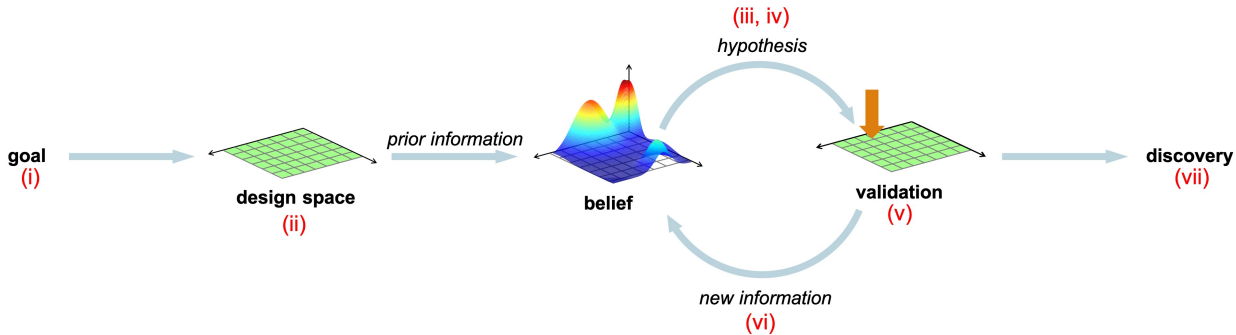 goal
(i)
design space
(ii)
prior information
belief
(iii, iv)
hypothesis
validation
(v)
new information
(vi)
discovery
(vii)